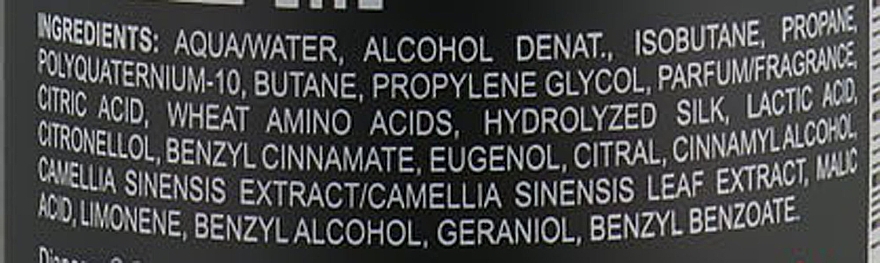 INGREDIENTS: AQUA/WATER, ALCOHOL DENAT., ISOBUTANE, PROPANE,
POLYQUATERNIUM-10, BUTANE, PROPYLENE GLYCOL, PARFUM/FRAGRANCE,
CITRIC ACID, WHEAT AMINO ACIDS, HYDROLYZED SILK, LACTIC ACID,
CITRONELLOL, BENZYL CINNAMATE, EUGENOL, CITRAL, CINNAMYL ALCOHOL,
CAMELLIA SINENSIS EXTRACT/CAMELLIA SINENSIS LEAF EXTRACT, MALIC
ACID, LIMONENE, BENZYL ALCOHOL, GERANIOL, BENZYL BENZOATE.